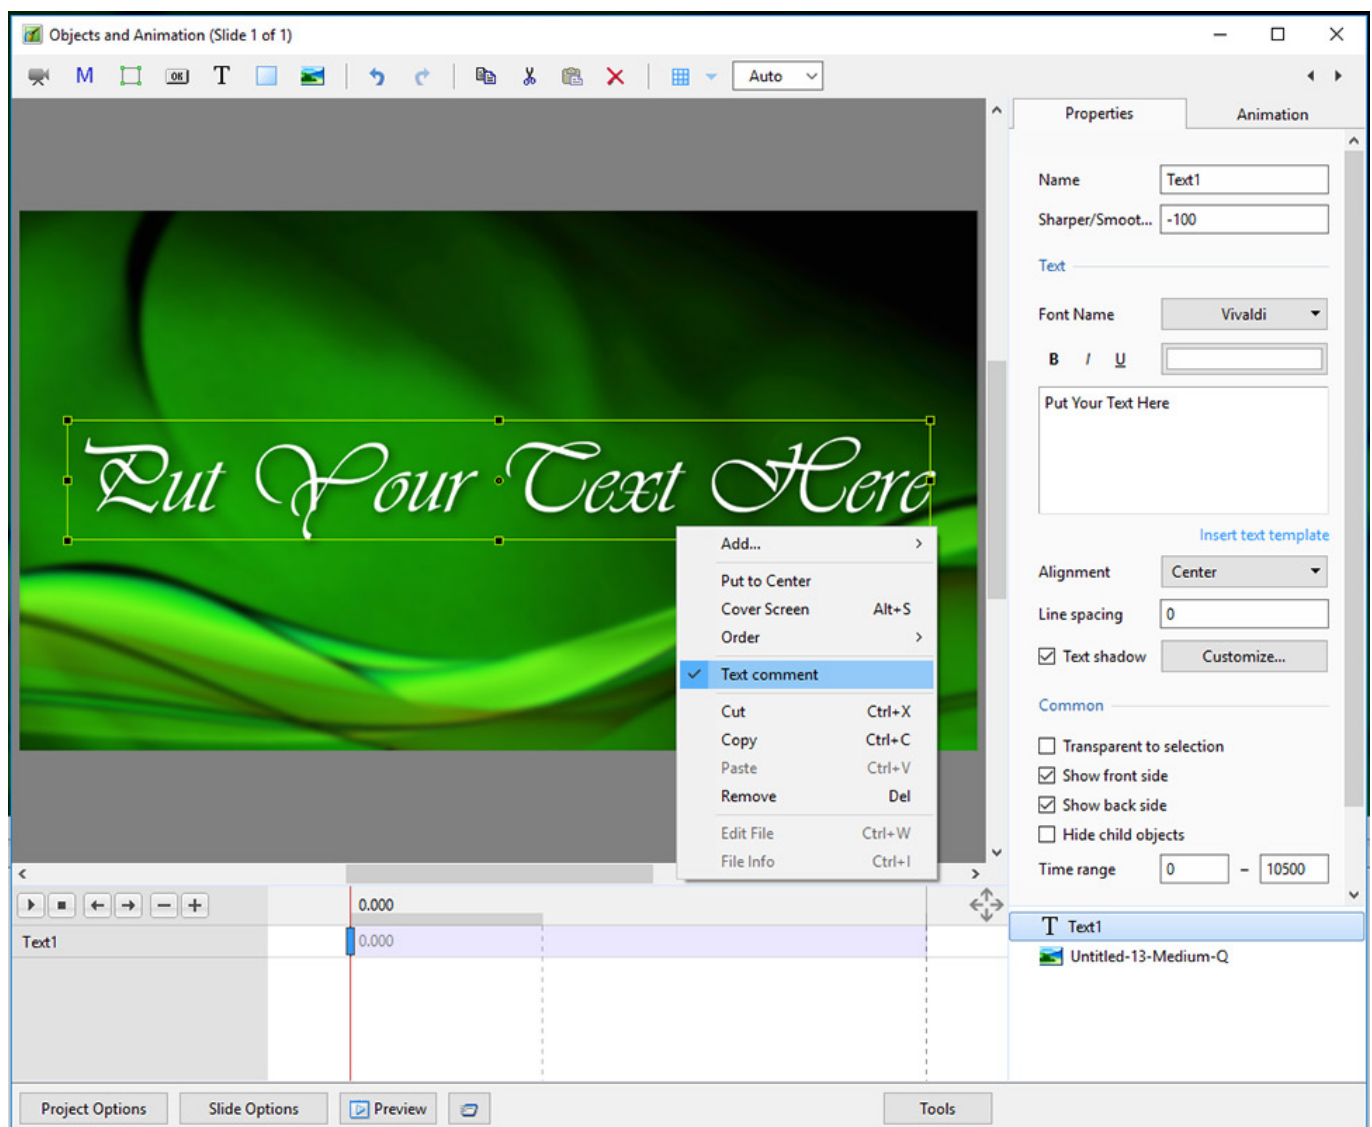 Objects and Animation (Slide 1 of 1)
M OK T Auto
Properties Animation
Name Text1
Sharper/Smoot... -100
Text
Font Name Vivaldi
B I U
Put Your Text Here
Insert text template
Alignment Center
Line spacing 0
Text shadow Customize...
Common
Transparent to selection
Show front side
Show back side
Hide child objects
Time range 0 – 10500
Put Your Text Here
Add...
Put to Center
Cover Screen Alt+S
Order
Text comment
Cut Ctrl+X
Copy Ctrl+C
Paste Ctrl+V
Remove Del
Edit File Ctrl+W
File Info Ctrl+I
0.000
Text1 0.000
T Text1
Untitled-13-Medium-Q
Project Options Slide Options Preview Tools